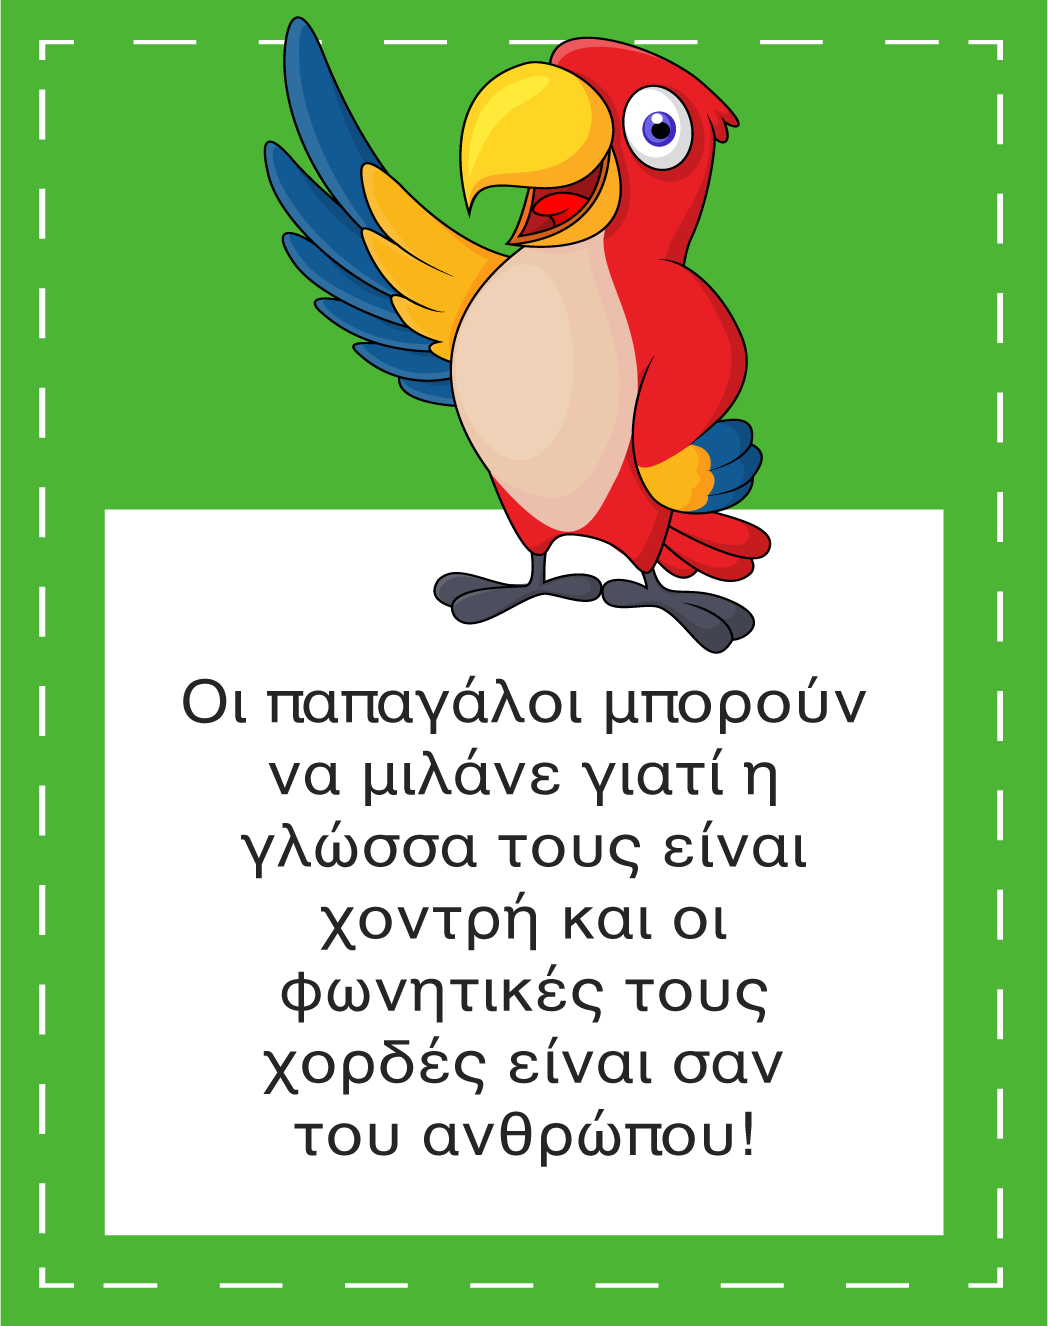 Οι παπαγάλοι μπορούν
να μιλάνε γιατί η
γλώσσα τους είναι
χοντρή και οι
φωνητικές τους
χορδές είναι σαν
του ανθρώπου!